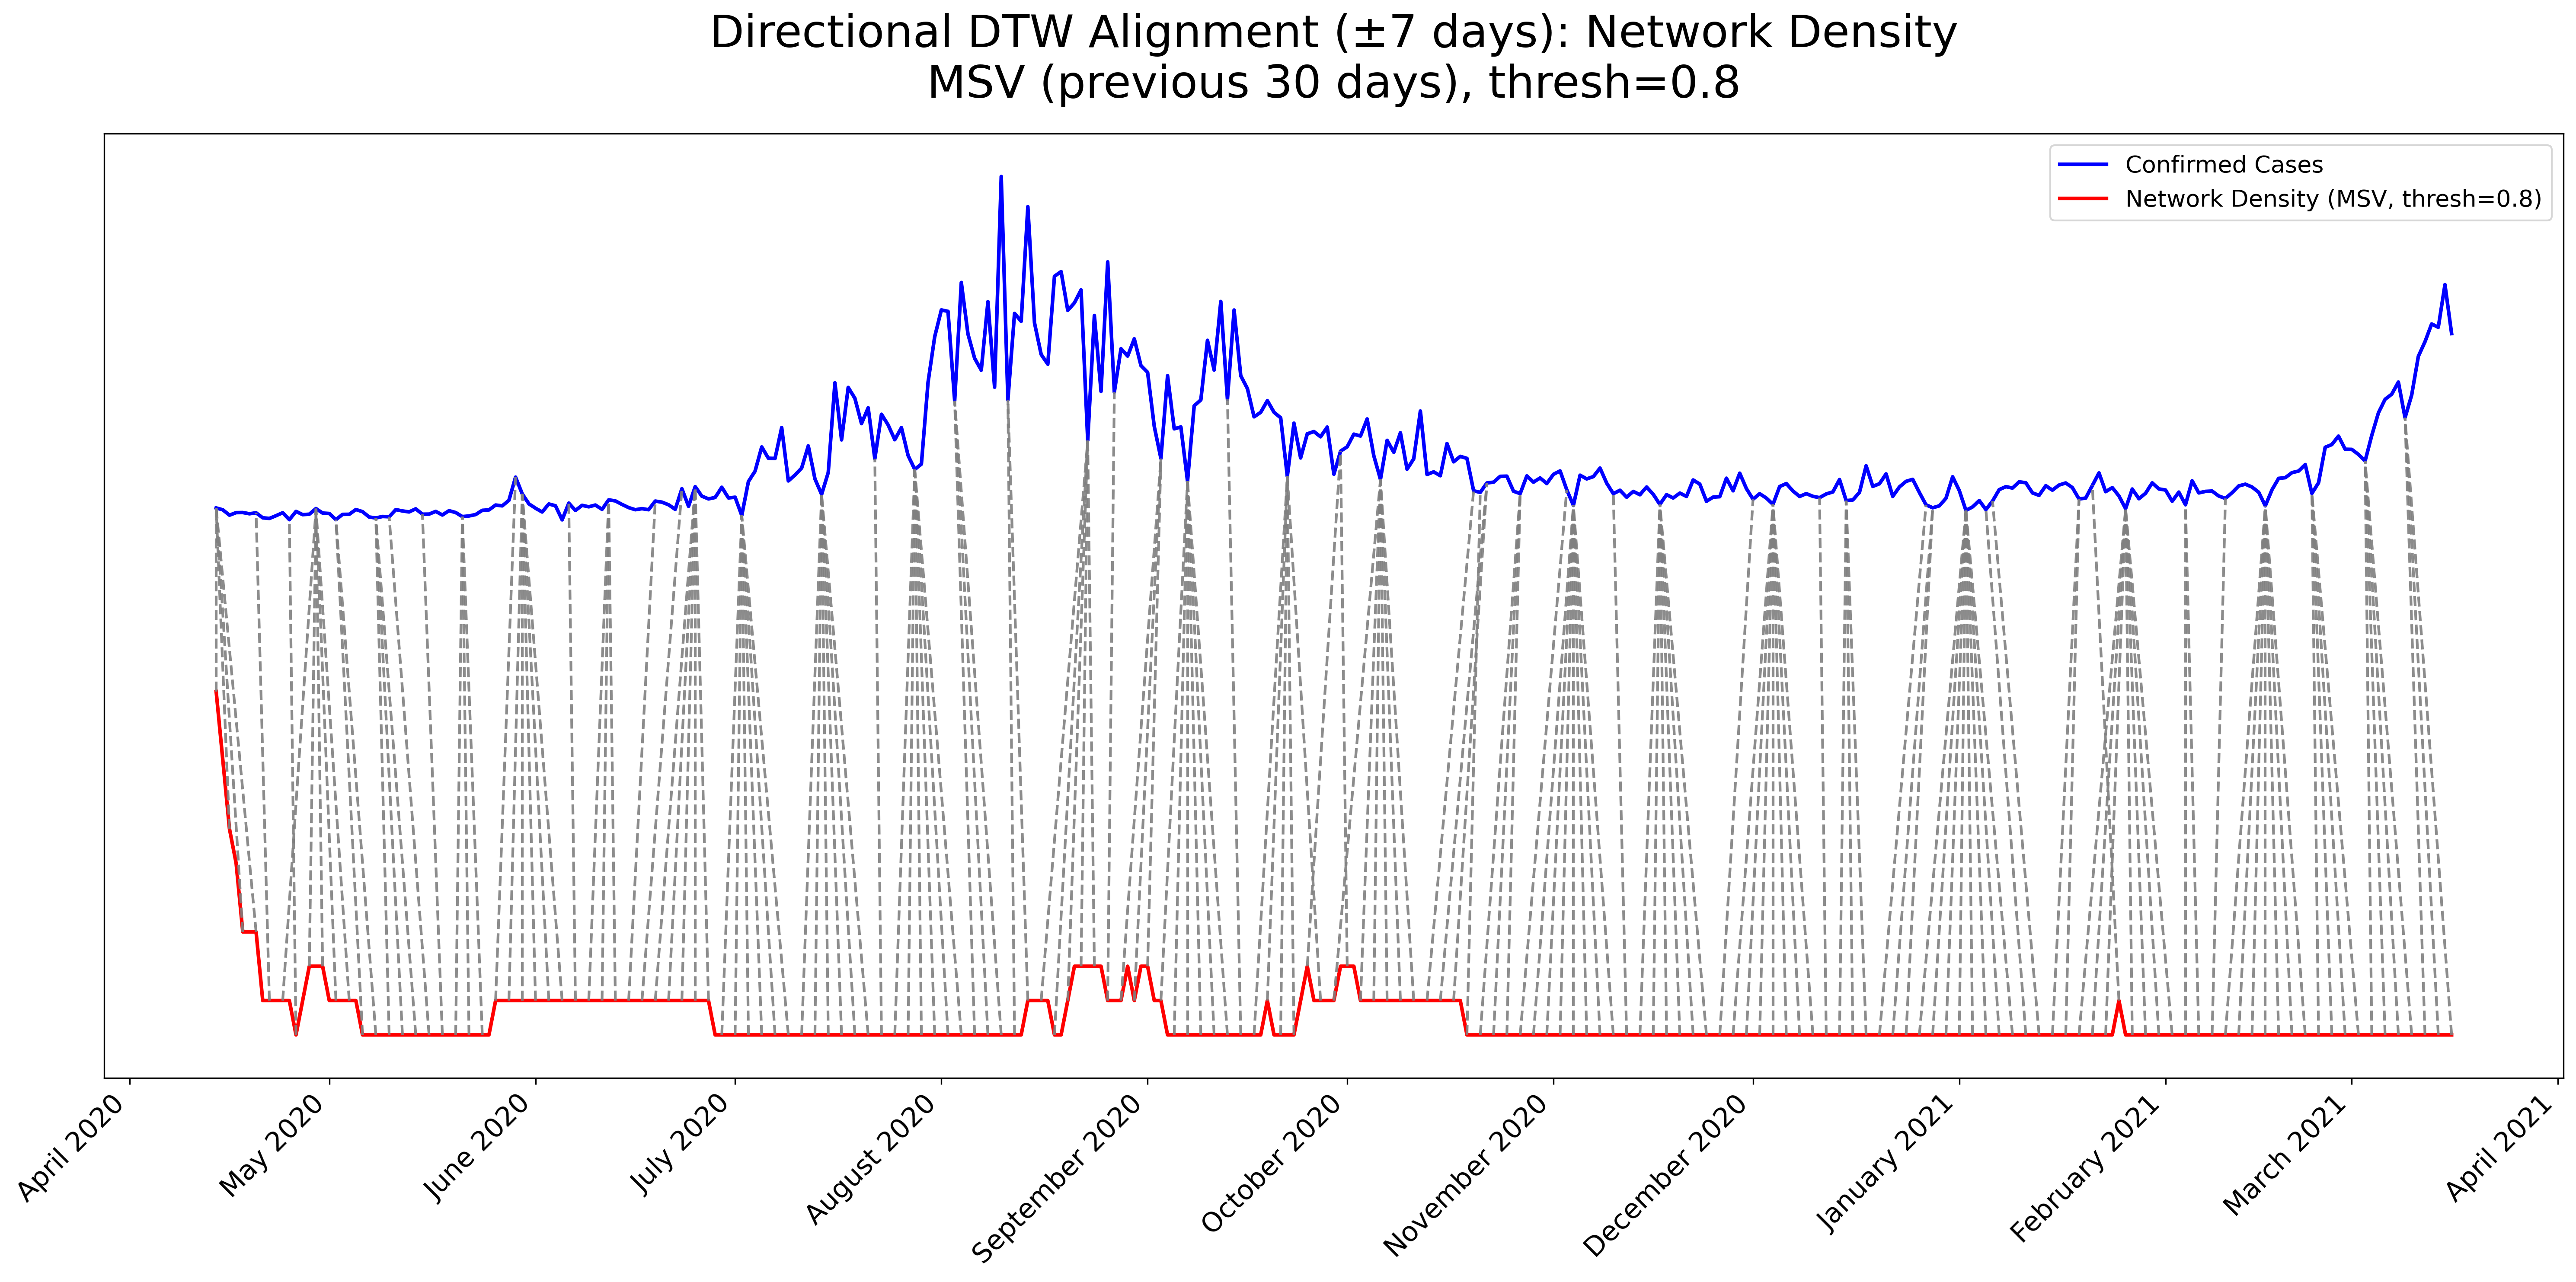 Directional DTW Alignment (±7 days): Network Density
MSV (previous 30 days), thresh=0.8
Confirmed Cases
Network Density (MSV, thresh=0.8)
April 2020
May 2020
June 2020
July 2020
August 2020
September 2020
October 2020
November 2020
December 2020
January 2021
February 2021
March 2021
April 2021